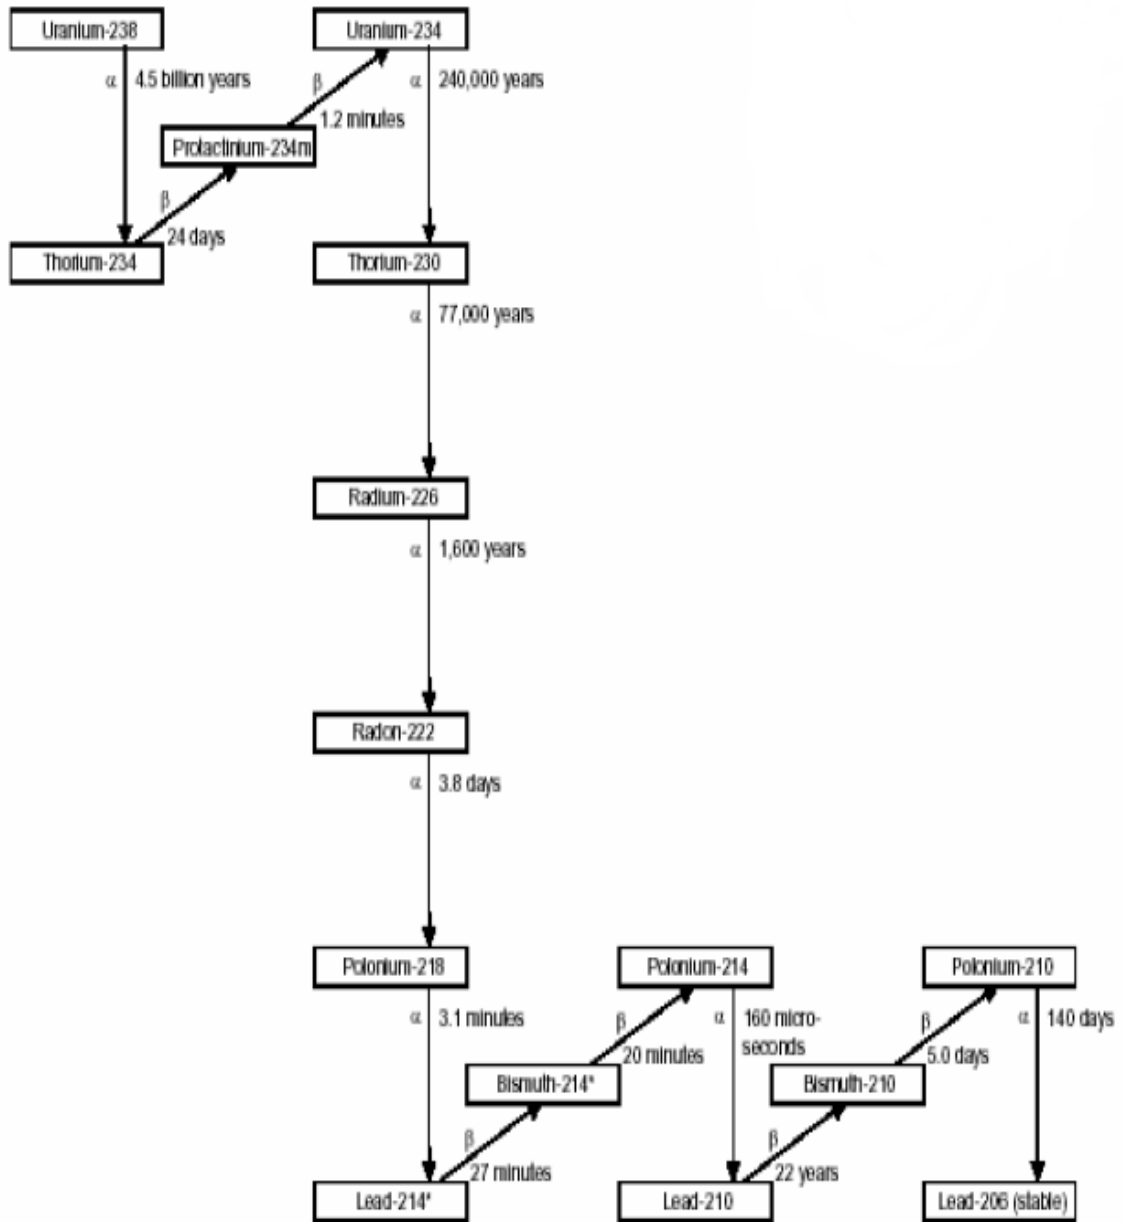 Uranium-238
Uranium-234
α 4.5 billion years
β
α 240,000 years
1.2 minutes
Protactinium-234m
β
24 days
Thorium-234
Thorium-230
α 77,000 years
Radium-226
α 1,600 years
Radon-222
α 3.8 days
Polonium-218
Polonium-214
Polonium-210
α 3.1 minutes
β
α 160 micro-
seconds
β
α 140 days
20 minutes
5.0 days
Bismuth-214*
Bismuth-210
β
27 minutes
β
22 years
Lead-214*
Lead-210
Lead-206 (stable)